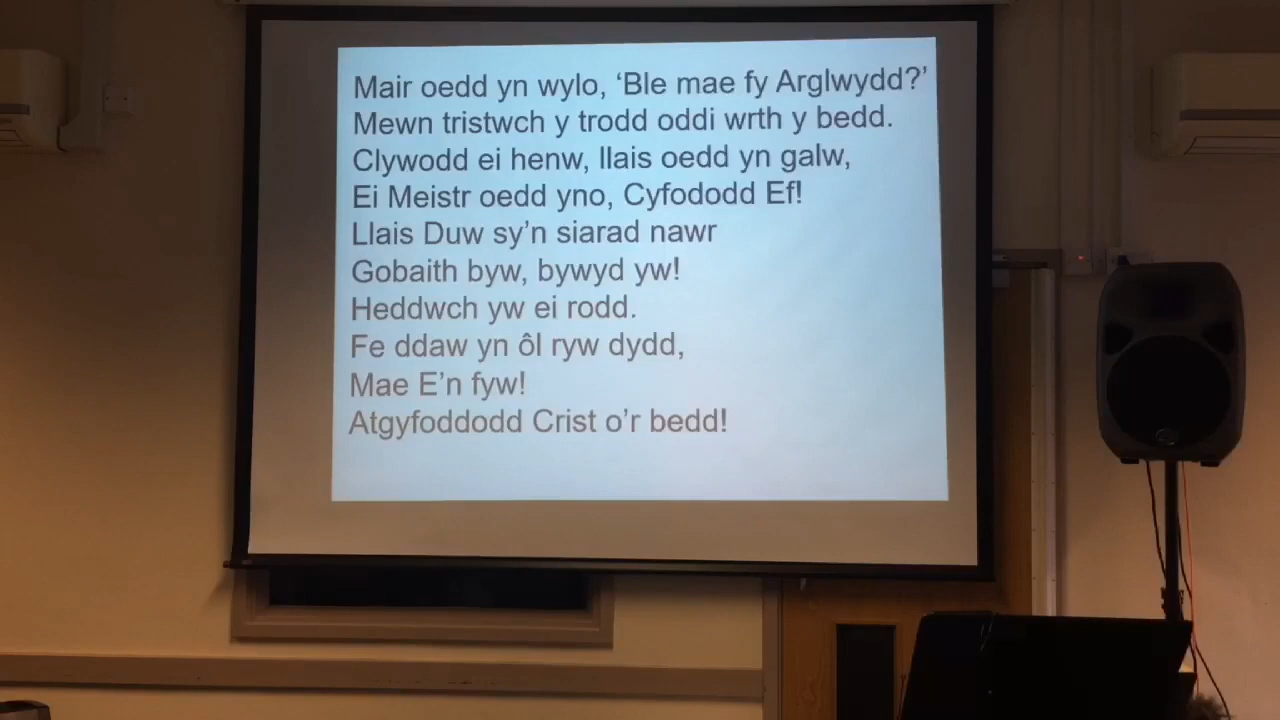 Mair oedd yn wylo, ‘Ble mae fy Arglwydd?’
Mewn tristwch y trodd oddi wrth y bedd.
Clywodd ei henw, llais oedd yn galw,
Ei Meistr oedd yno, Cyfododd Ef!
Llais Duw sy’n siarad nawr
Gobaith byw, bywyd yw!
Heddwch yw ei rodd.
Fe ddaw yn ôl ryw dydd,
Mae E’n fyw!
Atgyfoddodd Crist o’r bedd!